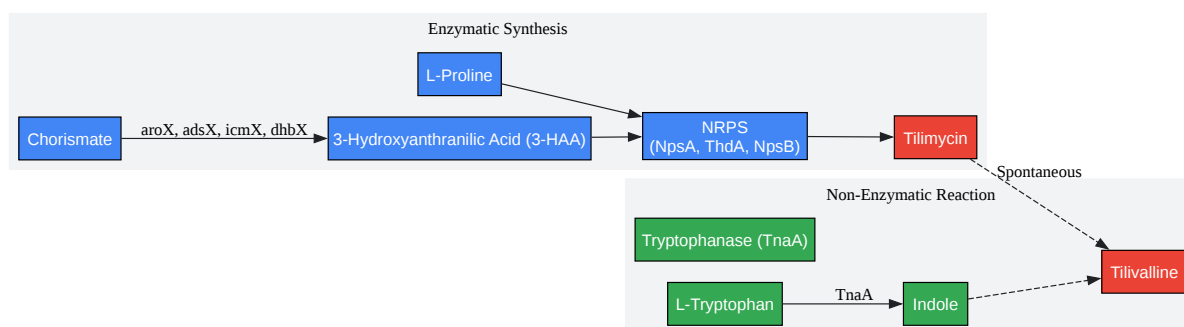 Enzymatic Synthesis
L-Proline
Chorismate
aroX, adsX, icmX, dhbX
3-Hydroxyanthranilic Acid (3-HAA)
NRPS
(NpsA, ThdA, NpsB)
Tilimycin
Spontaneous
Non-Enzymatic Reaction
Tryptophanase (TnaA)
Tilivalline
L-Tryptophan
TnaA
Indole